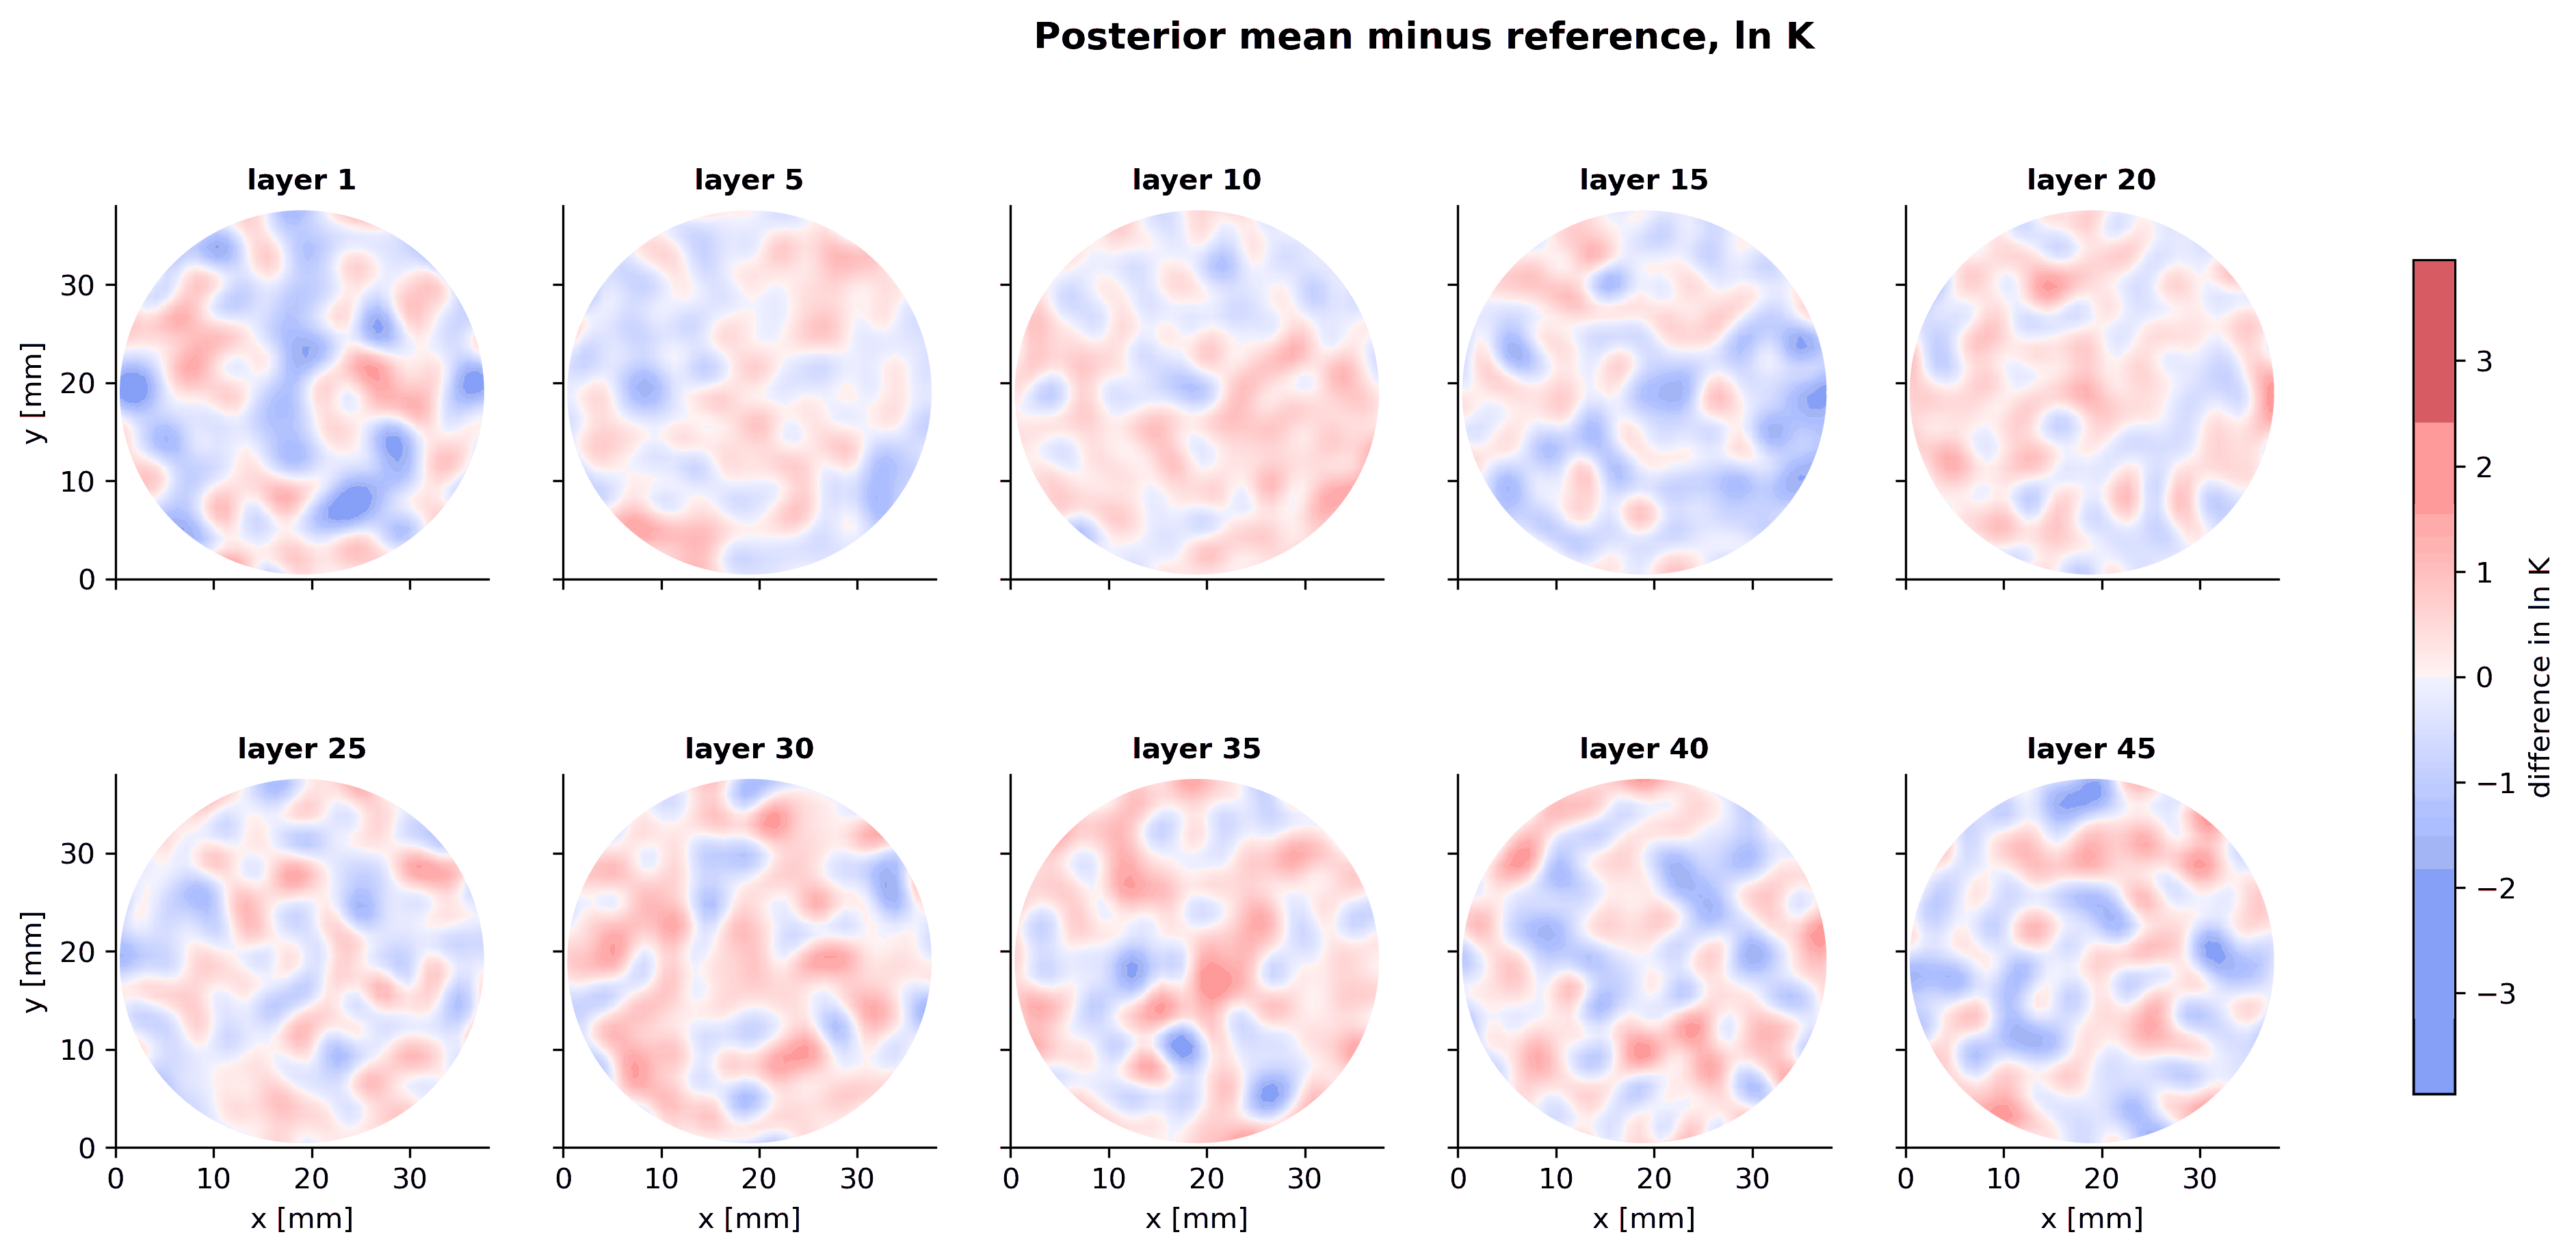 Posterior mean minus reference, ln K
layer 1
layer 5
layer 10
layer 15
layer 20
y [mm]
30
20
10
0
3
2
1
0
−1
−2
−3
difference in ln K
layer 25
layer 30
layer 35
layer 40
layer 45
y [mm]
30
20
10
0
0 10 20 30
0 10 20 30
0 10 20 30
0 10 20 30
0 10 20 30
x [mm]
x [mm]
x [mm]
x [mm]
x [mm]